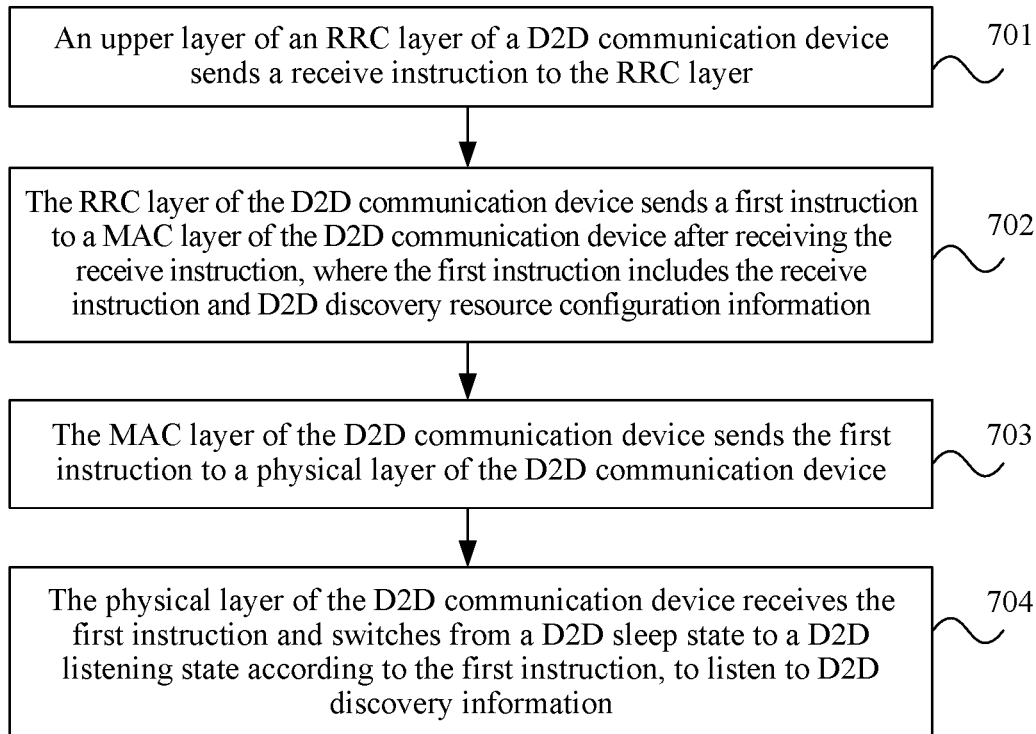 An upper layer of an RRC layer of a D2D communication device
sends a receive instruction to the RRC layer
701
The RRC layer of the D2D communication device sends a first instruction
to a MAC layer of the D2D communication device after receiving the
receive instruction, where the first instruction includes the receive
instruction and D2D discovery resource configuration information
702
The MAC layer of the D2D communication device sends the first
instruction to a physical layer of the D2D communication device
703
The physical layer of the D2D communication device receives the
first instruction and switches from a D2D sleep state to a D2D
listening state according to the first instruction, to listen to D2D
discovery information
704